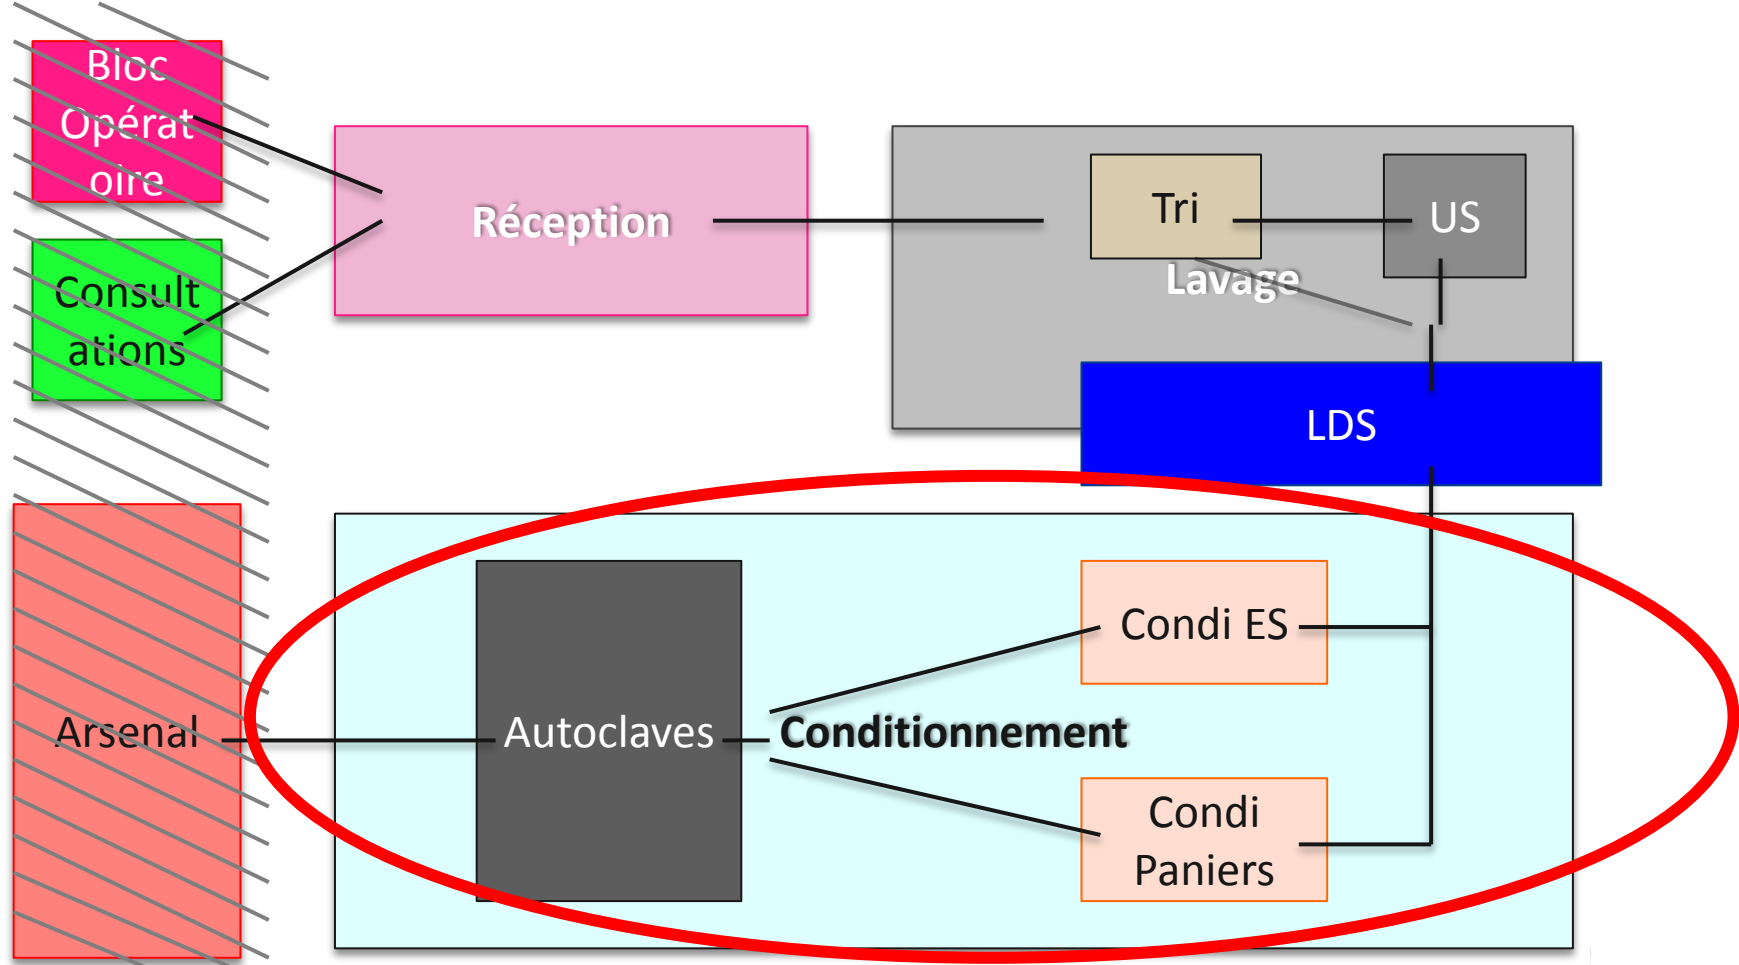 Bloc
Opérat
oire
Consult
ations
Réception
Tri
US
Lavage
LDS
Arsenal
Autoclaves
Conditionnement
Condi ES
Condi
Paniers